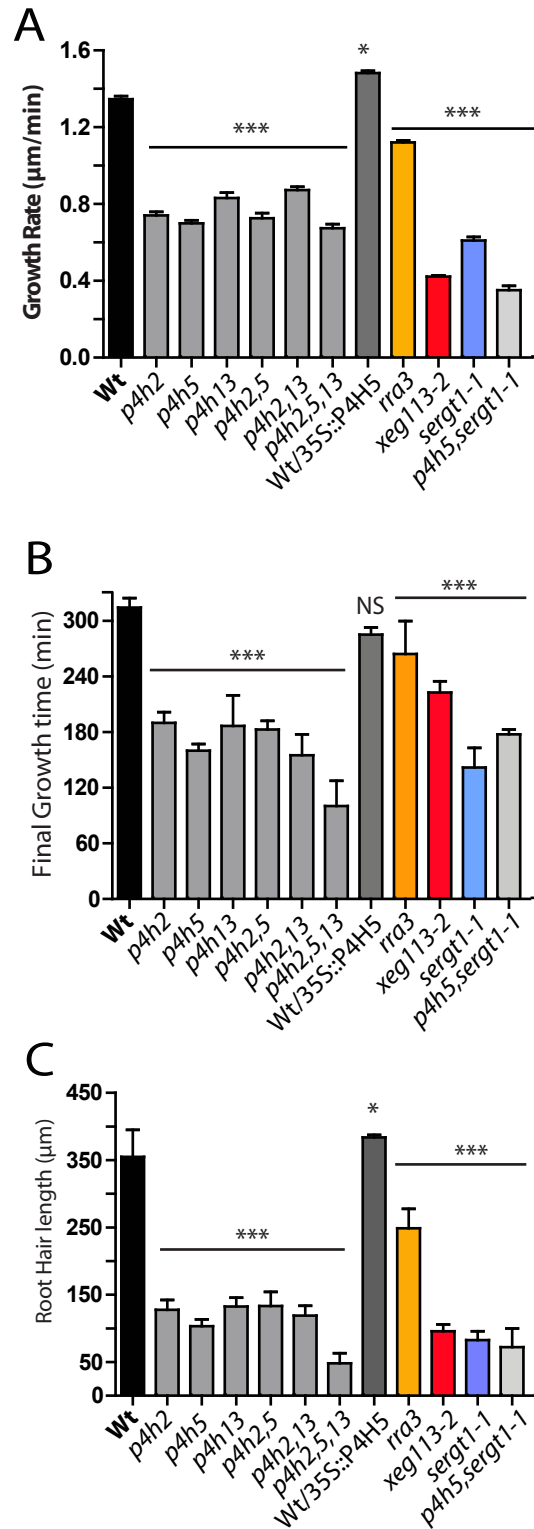 A
Growth Rate (µm/min)
1.6
1.2
0.8
0.4
0.0
***
*
***
Wt
p4h2
p4h5
p4h13
p4h2,5
p4h2,13
p4h2,5,13
Wt/35S::P4H5
rra3
xeg113-2
sergt1-1
p4h5,sergt1-1
B
Final Growth time (min)
300
240
180
120
60
0
***
NS
***
Wt
p4h2
p4h5
p4h13
p4h2,5
p4h2,13
p4h2,5,13
Wt/35S::P4H5
rra3
xeg113-2
sergt1-1
p4h5,sergt1-1
C
Root Hair length (µm)
450
350
250
150
50
0
***
*
***
Wt
p4h2
p4h5
p4h13
p4h2,5
p4h2,13
p4h2,5,13
Wt/35S::P4H5
rra3
xeg113-2
sergt1-1
p4h5,sergt1-1